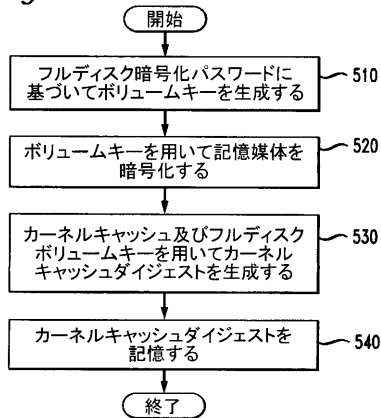 開始
フルディスク暗号化パスワードに
基づいてボリュームキーを生成する
510
ボリュームキーを用いて記憶媒体を
暗号化する
520
カーネルキャッシュ及びフルディスク
ボリュームキーを用いてカーネル
キャッシュダイジェストを生成する
530
カーネルキャッシュダイジェストを
記憶する
540
終了